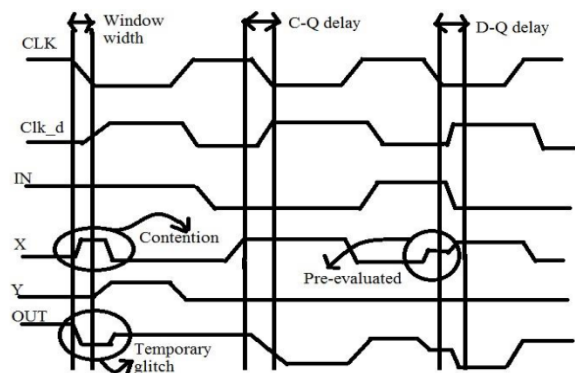 Window
width
C-Q delay
D-Q delay
CLK
Clk_d
IN
X
Contention
Pre-evaluated
Y
OUT
Temporary
glitch